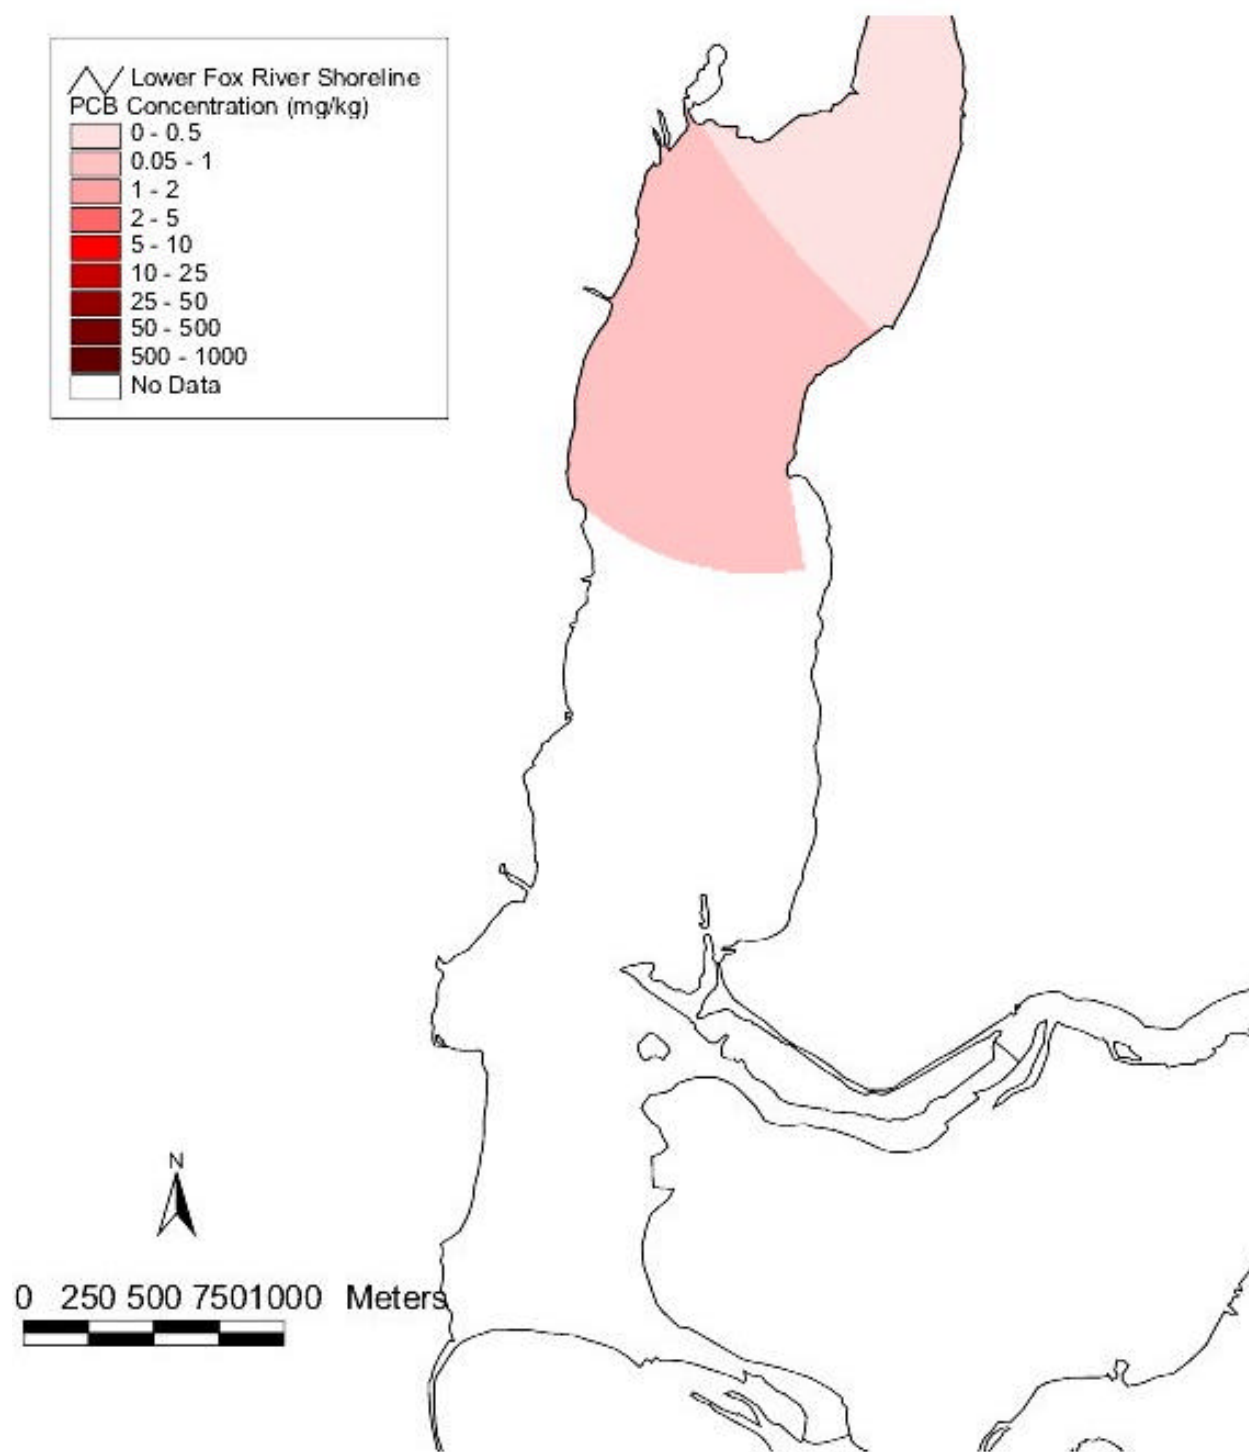 Lower Fox River Shoreline
PCB Concentration (mg/kg)
0 - 0.5
0.05 - 1
1 - 2
2 - 5
5 - 10
10 - 25
25 - 50
50 - 500
500 - 1000
No Data
N
0 250 500 7501000 Meters